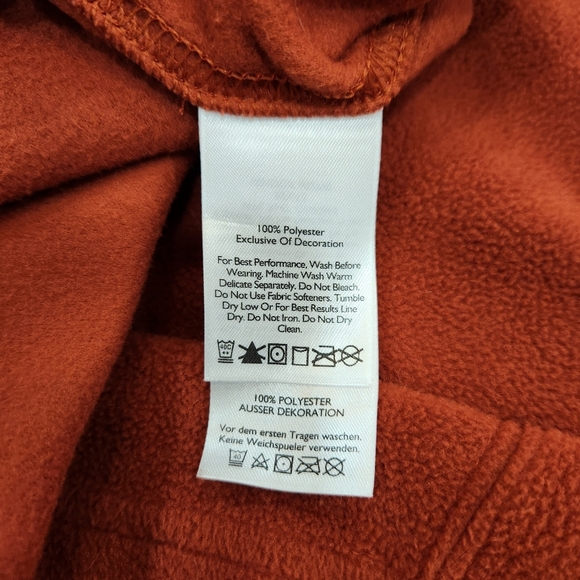 100% Polyester
Exclusive Of Decoration
For Best Performance, Wash Before
Wearing. Machine Wash Warm
Delicate Separately. Do Not Bleach.
Do Not Use Fabric Softeners. Tumble
Dry Low Or For Best Results Line
Dry. Do Not Iron. Do Not Dry
Clean.
40C
100% POLYESTER
AUSSER DEKORATION
Vor dem ersten Tragen waschen.
Keine Weichspueler verwenden.
40